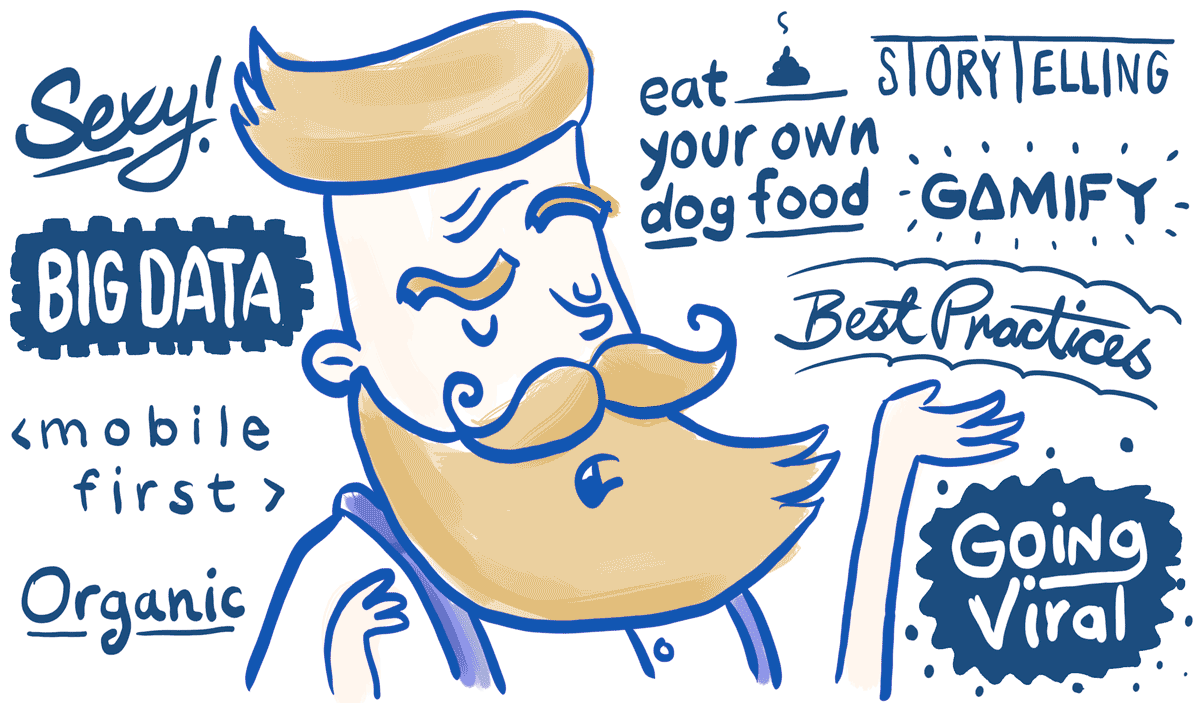 Sexy!
BIG DATA
<mobile
first>
Organic
eat
your own
dog food
STORYTELLING
GAMIFY
Best Practices
Going
Viral